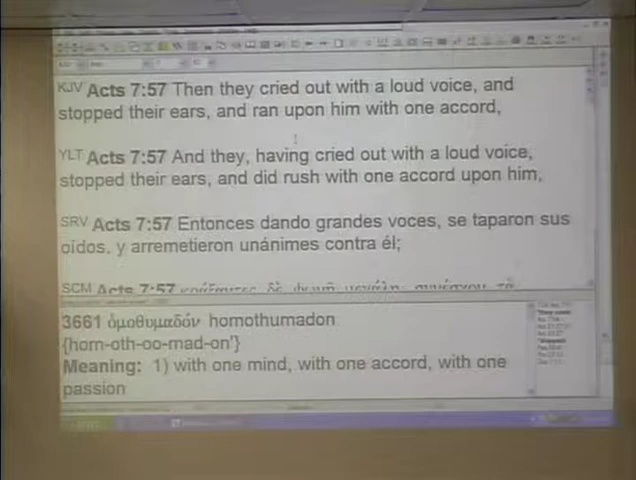 KJV Acts 7:57 Then they cried out with a loud voice, and
stopped their ears, and ran upon him with one accord,
YLT Acts 7:57 And they, having cried out with a loud voice,
stopped their ears, and did rush with one accord upon him,
SRV Acts 7:57 Entonces dando grandes voces, se taparon sus
oídos, y arremetieron unánimes contra él;
SCM Acts 7:57
3661 ὁμοθυμαδόν homothumadon
{hom-oth-oo-mad-on'}
Meaning: 1) with one mind, with one accord, with one
passion